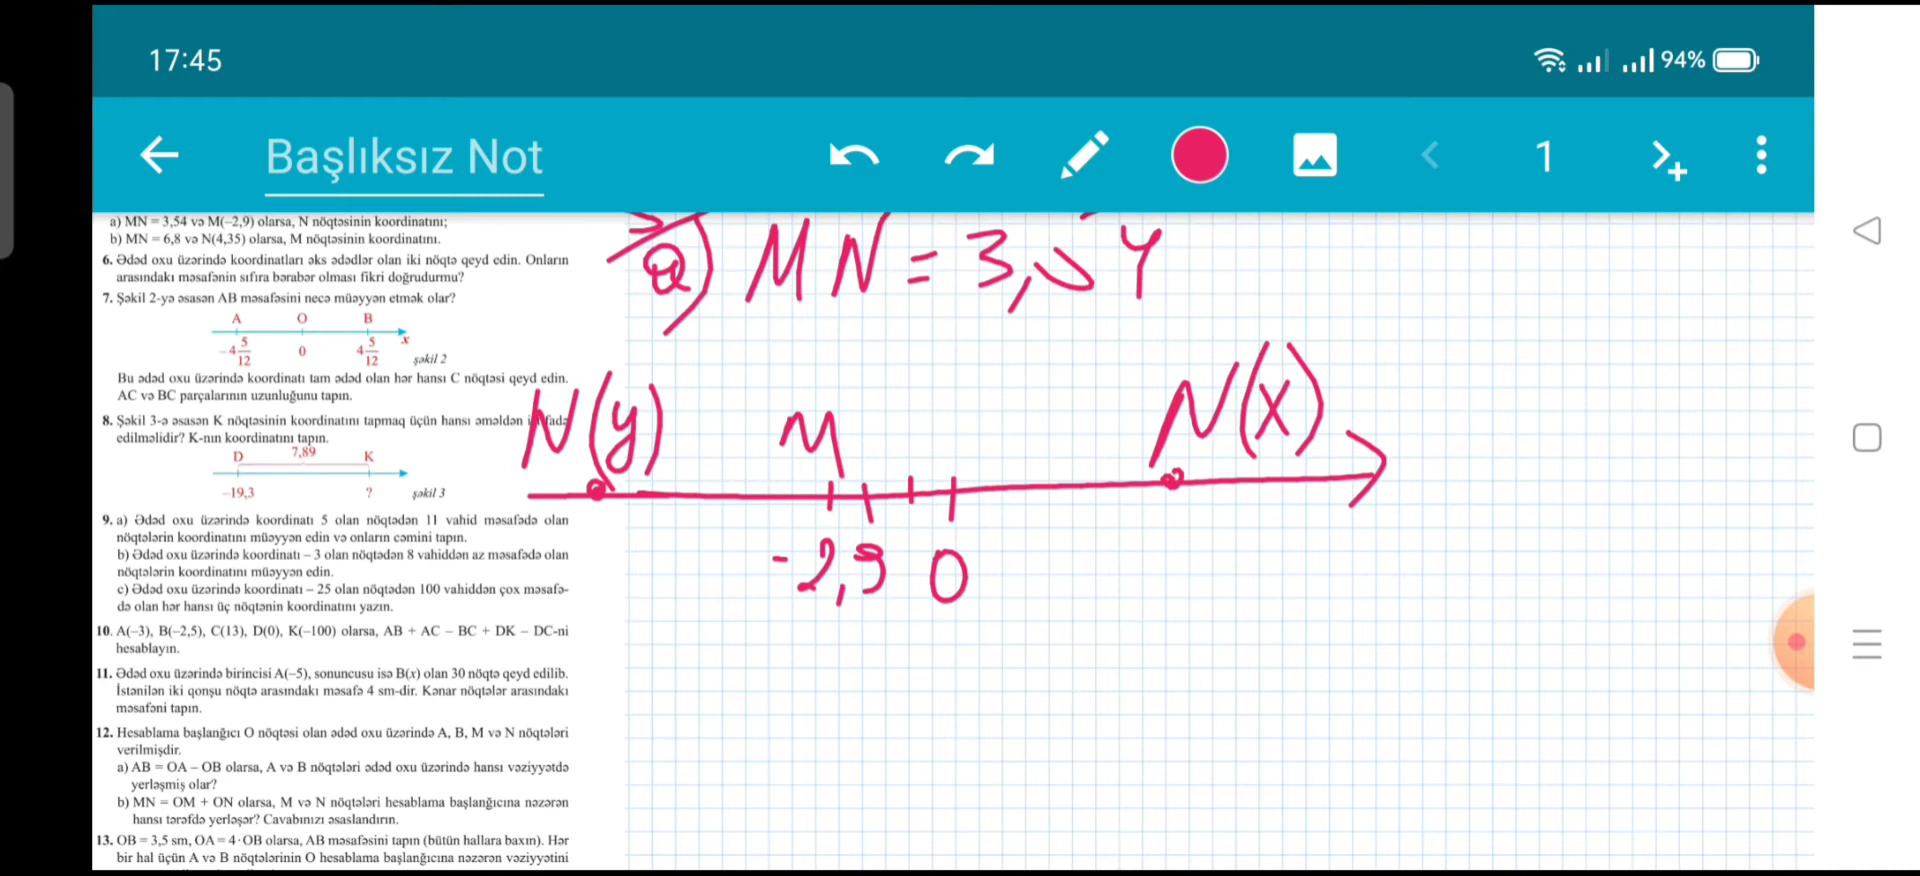 17:45
94%
Başlıksız Not
1
a) MN = 3,54 və M(−2,9) olarsa, N nöqtəsinin koordinatını;
b) MN = 6,8 və N(4,35) olarsa, M nöqtəsinin koordinatını.
6. Ədəd oxu üzərində koordinatları əks ədədlər olan iki nöqtə qeyd edin. Onların
arasındakı məsafənin sıfıra bərabər olması fikri doğrudurmu?
7. Şəkil 2-yə əsasən AB məsafəsini necə müəyyən etmək olar?
A O B
x
−4 5/12 0 4 5/12
şəkil 2
Bu ədəd oxu üzərində koordinatı tam ədəd olan hər hansı C nöqtəsi qeyd edin.
AC və BC parçalarının uzunluğunu tapın.
8. Şəkil 3-ə əsasən K nöqtəsinin koordinatını tapmaq üçün hansı əməldən
edilməlidir? K-nın koordinatını tapın.
D 7,89 K
−19,3 ? şəkil 3
9. a) Ədəd oxu üzərində koordinatı 5 olan nöqtədən 11 vahid məsafədə olan
nöqtələrin koordinatını müəyyən edin və onların cəmini tapın.
b) Ədəd oxu üzərində koordinatı – 3 olan nöqtədən 8 vahiddən az məsafədə olan
nöqtələrin koordinatını müəyyən edin.
c) Ədəd oxu üzərində koordinatı – 25 olan nöqtədən 100 vahiddən çox məsafə-
də olan hər hansı üç nöqtənin koordinatını yazın.
10. A(−3), B(−2,5), C(13), D(0), K(−100) olarsa, AB + AC − BC + DK − DC-ni
hesablayın.
11. Ədəd oxu üzərində birincisi A(−5), sonuncusu isə B(x) olan 30 nöqtə qeyd edilib.
İstənilən iki qonşu nöqtə arasındakı məsafə 4 sm-dir. Kənar nöqtələr arasındakı
məsafəni tapın.
12. Hesablama başlanğıcı O nöqtəsi olan ədəd oxu üzərində A, B, M və N nöqtələri
verilmişdir.
a) AB = OA − OB olarsa, A və B nöqtələri ədəd oxu üzərində hansı vəziyyətdə
yerləşmiş olar?
b) MN = OM + ON olarsa, M və N nöqtələri hesablama başlanğıcına nəzərən
hansı tərəfdə yerləşər? Cavabınızı əsaslandırın.
13. OB = 3,5 sm, OA = 4·OB olarsa, AB məsafəsini tapın (bütün hallara baxın). Hər
bir hal üçün A və B nöqtələrinin O hesablama başlanğıcına nəzərən vəziyyətini
a) MN = 3,54
N(y) M N(x)
-2,9 0